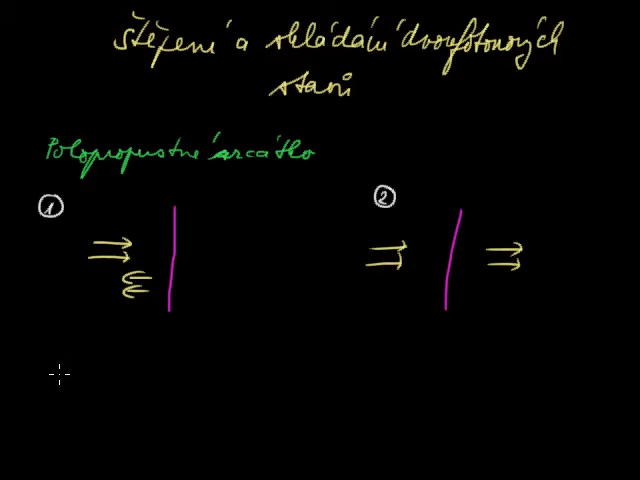 štěpení a skládání dvoufotonových
stavů
Polopropustné zrcátko
1
2